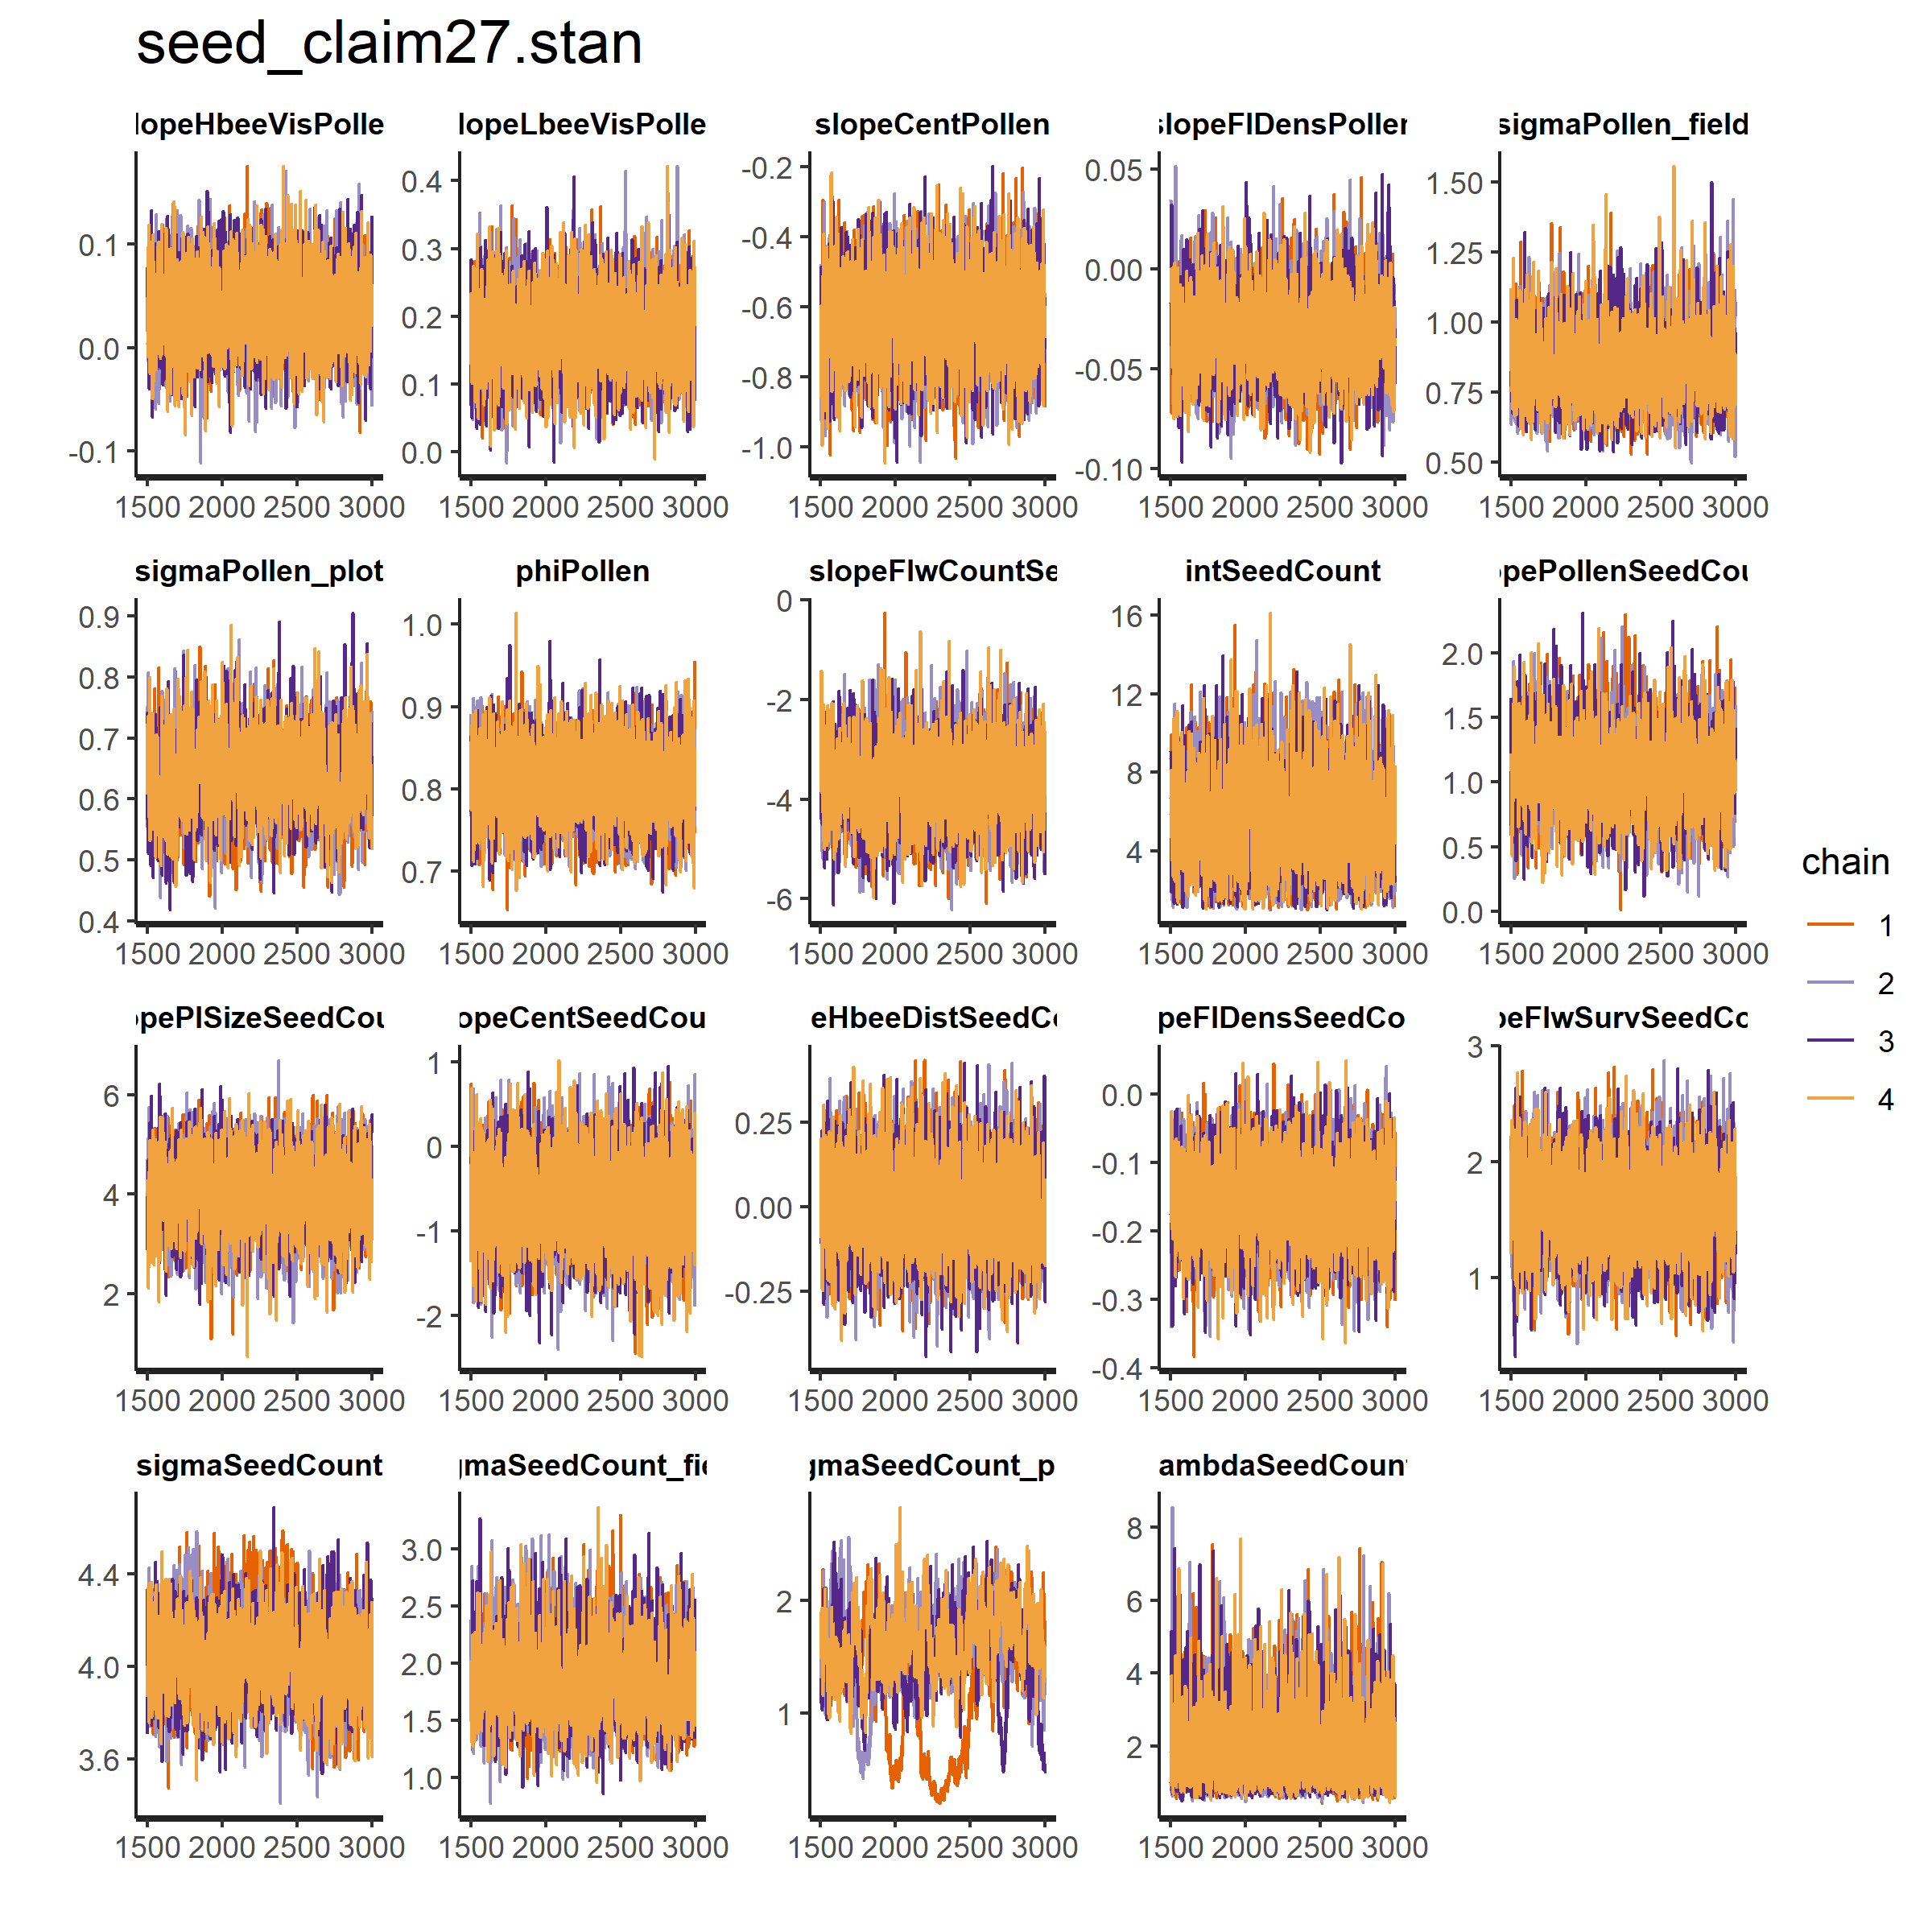 seed_claim27.stan
lopeHbeeVisPolle lopeLbeeVisPolle slopeCentPollen slopeFlDensPollen sigmaPollen_field
0.1 0.0 -0.1
0.4 0.3 0.2 0.1 0.0
-0.2 -0.4 -0.6 -0.8 -1.0
0.05 0.00 -0.05 -0.10
1.50 1.25 1.00 0.75 0.50
1500 2000 2500 3000 1500 2000 2500 3000 1500 2000 2500 3000 1500 2000 2500 3000 1500 2000 2500 3000
sigmaPollen_plot phiPollen slopeFlwCountSe intSeedCount opePollenSeedCou
0.9 0.8 0.7 0.6 0.5 0.4
1.0 0.9 0.8 0.7
0 -2 -4 -6
16 12 8 4
2.0 1.5 1.0 0.5 0.0
1500 2000 2500 3000 1500 2000 2500 3000 1500 2000 2500 3000 1500 2000 2500 3000 1500 2000 2500 3000
opePlSizeSeedCou opeCentSeedCou eHbeeDistSeedCo peFlDensSeedCo peFlwSurvSeedCo
6 4 2
1 0 -1 -2
0.25 0.00 -0.25
0.0 -0.1 -0.2 -0.3 -0.4
3 2 1
1500 2000 2500 3000 1500 2000 2500 3000 1500 2000 2500 3000 1500 2000 2500 3000 1500 2000 2500 3000
sigmaSeedCount gmaSeedCount_fie gmaSeedCount_p ambdaSeedCount
4.4 4.0 3.6
3.0 2.5 2.0 1.5 1.0
2 1
8 6 4 2
1500 2000 2500 3000 1500 2000 2500 3000 1500 2000 2500 3000 1500 2000 2500 3000
chain
1
2
3
4